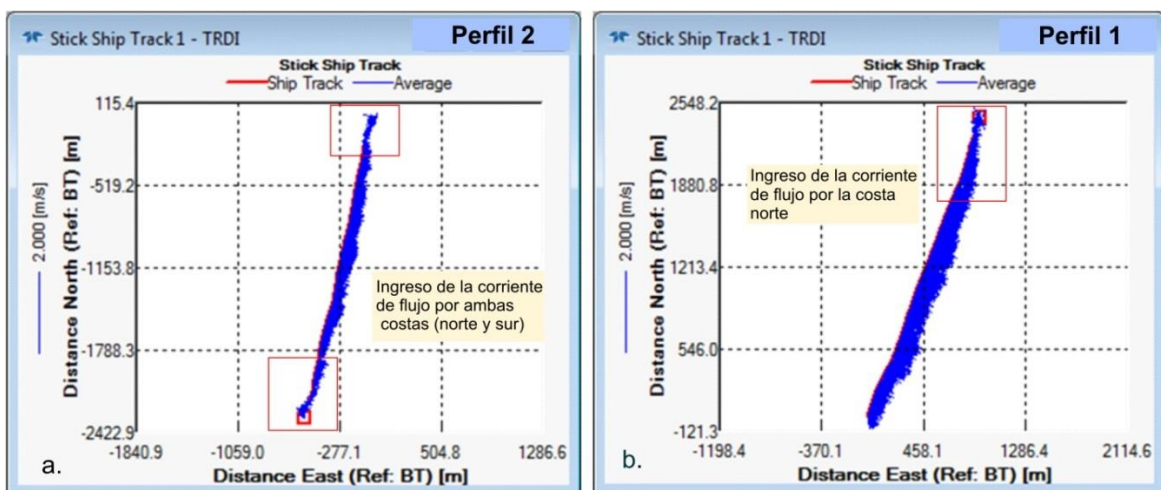 Stick Ship Track 1 - TRDI
Perfil 2
Stick Ship Track
Ship Track
Average
2.000 [m/s]
Distance North (Ref: BT) [m]
115.4
-519.2
-1153.8
-1788.3
-2422.9
Ingreso de la corriente
de flujo por ambas
costas (norte y sur)
-1840.9
-1059.0
-277.1
504.8
1286.6
Distance East (Ref: BT) [m]
a.
Stick Ship Track 1 - TRDI
Perfil 1
Stick Ship Track
Ship Track
Average
2.000 [m/s]
Distance North (Ref: BT) [m]
2548.2
1880.8
1213.4
546.0
-121.3
Ingreso de la corriente
de flujo por la costa
norte
-1198.4
-370.1
458.1
1286.4
2114.6
Distance East (Ref: BT) [m]
b.